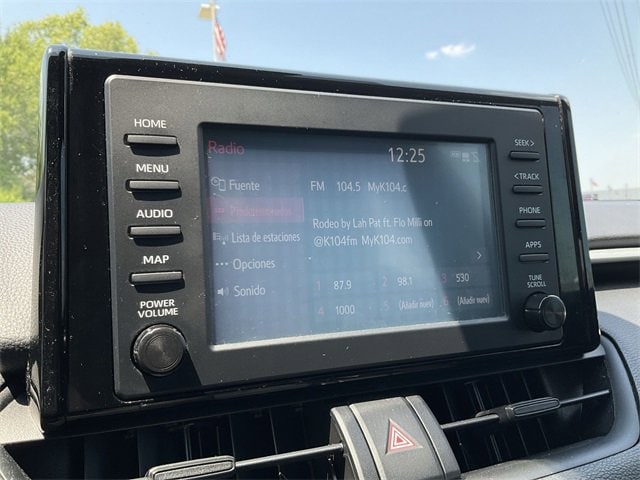 HOME
MENU
AUDIO
MAP
POWER
VOLUME
Radio
12:25
Fuente
Predeterminados
Lista de estaciones
Opciones
Sonido
FM 104.5 MyK104.c
Rodeo by Lah Pat ft. Flo Milli on
@K104fm MyK104.com
>
1 87.9 2 98.1 3 530
4 1000 5 (Añadir nuev) 6 (Añadir nuev)
SEEK >
< TRACK
PHONE
APPS
TUNE
SCROLL